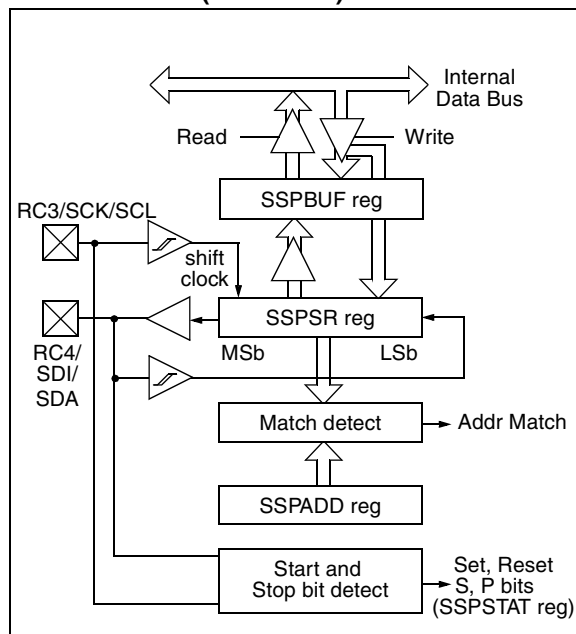 Internal
Data Bus
Read
Write
SSPBUF reg
RC3/SCK/SCL
shift
clock
SSPSR reg
MSb
LSb
RC4/
SDI/
SDA
Match detect
Addr Match
SSPADD reg
Start and
Stop bit detect
Set, Reset
S, P bits
(SSPSTAT reg)